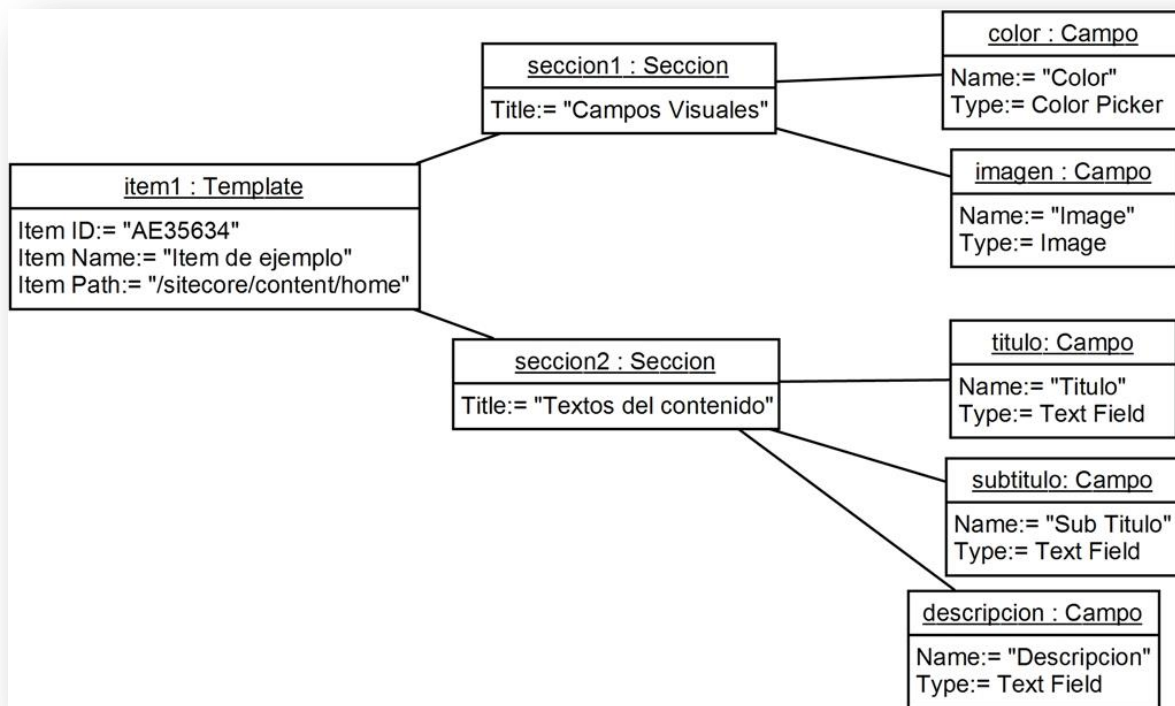 color : Campo
Name:= "Color"
Type:= Color Picker
seccion1 : Seccion
Title:= "Campos Visuales"
imagen : Campo
Name:= "Image"
Type:= Image
item1 : Template
Item ID:= "AE35634"
Item Name:= "Item de ejemplo"
Item Path:= "/sitecore/content/home"
seccion2 : Seccion
Title:= "Textos del contenido"
titulo: Campo
Name:= "Titulo"
Type:= Text Field
subtitulo: Campo
Name:= "Sub Titulo"
Type:= Text Field
descripcion : Campo
Name:= "Descripcion"
Type:= Text Field